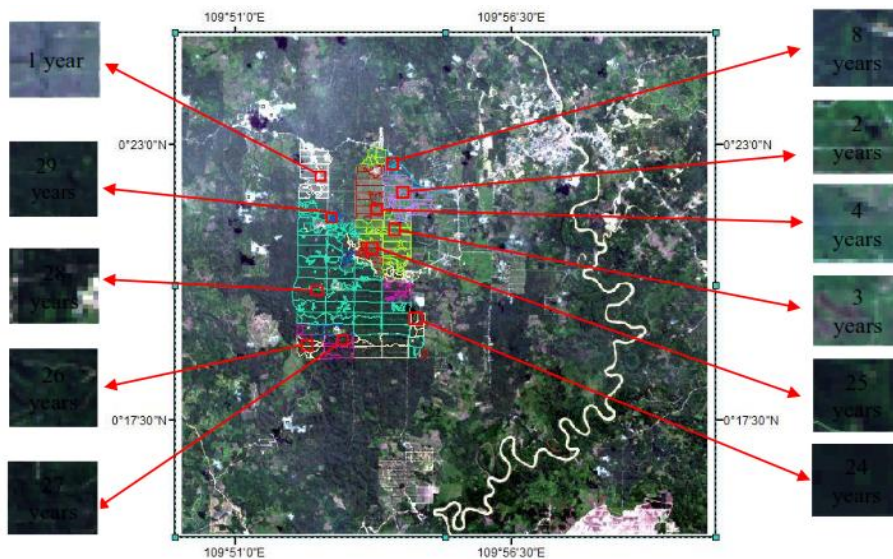 109°51'0"E
109°56'30"E
1 year
8
years
0°23'0"N
0°23'0"N
2
years
29
years
4
years
28
years
3
years
26
years
25
years
0°17'30"N
0°17'30"N
27
years
24
years
109°51'0"E
109°56'30"E